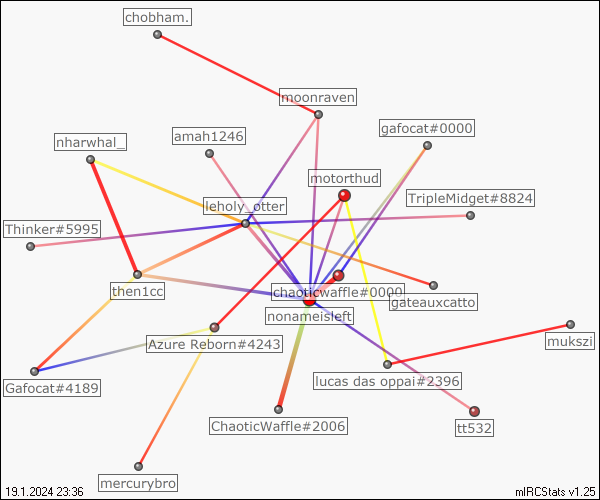 chobham.
moonraven
gafocat#0000
amah1246
nharwhal_
motorthud
TripleMidget#8824
leholy_otter
Thinker#5995
then1cc
chaoticwaffle#0000
gateauxcatto
nonameisleft
Azure Reborn#4243
mukszi
Gafocat#4189
lucas das oppai#2396
ChaoticWaffle#2006
tt532
mercurybro
19.1.2024 23:36
mIRCStats v1.25